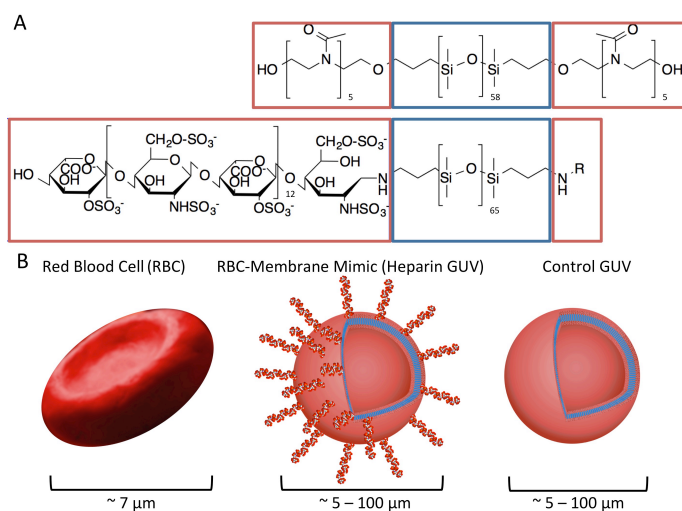 A
HO N O O Si O Si O N OH
5 58 5
O O
CH₂O-SO₃⁻ CH₂O-SO₃⁻
HO COO⁻ OH O O OH O O COO⁻ OH O O OH OH N H Si O Si N H R
OSO₃⁻ NHSO₃⁻ OSO₃⁻ 12 NHSO₃⁻ 65
B
Red Blood Cell (RBC) RBC-Membrane Mimic (Heparin GUV) Control GUV
~ 7 μm ~ 5 – 100 μm ~ 5 – 100 μm